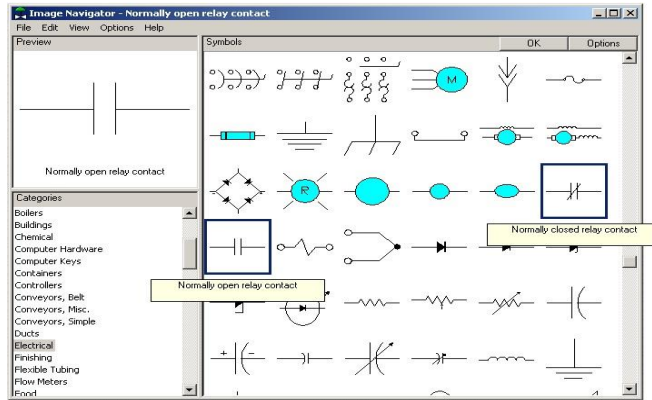 Image Navigator - Normally open relay contact
File Edit View Options Help
Preview
Symbols
OK
Options
M
Normally open relay contact
R
Categories
Boilers
Buildings
Chemical
Computer Hardware
Computer Keys
Containers
Controllers
Conveyors, Belt
Conveyors, Misc.
Conveyors, Simple
Ducts
Electrical
Finishing
Flexible Tubing
Flow Meters
Food
Normally closed relay contact
Normally open relay contact
+ -